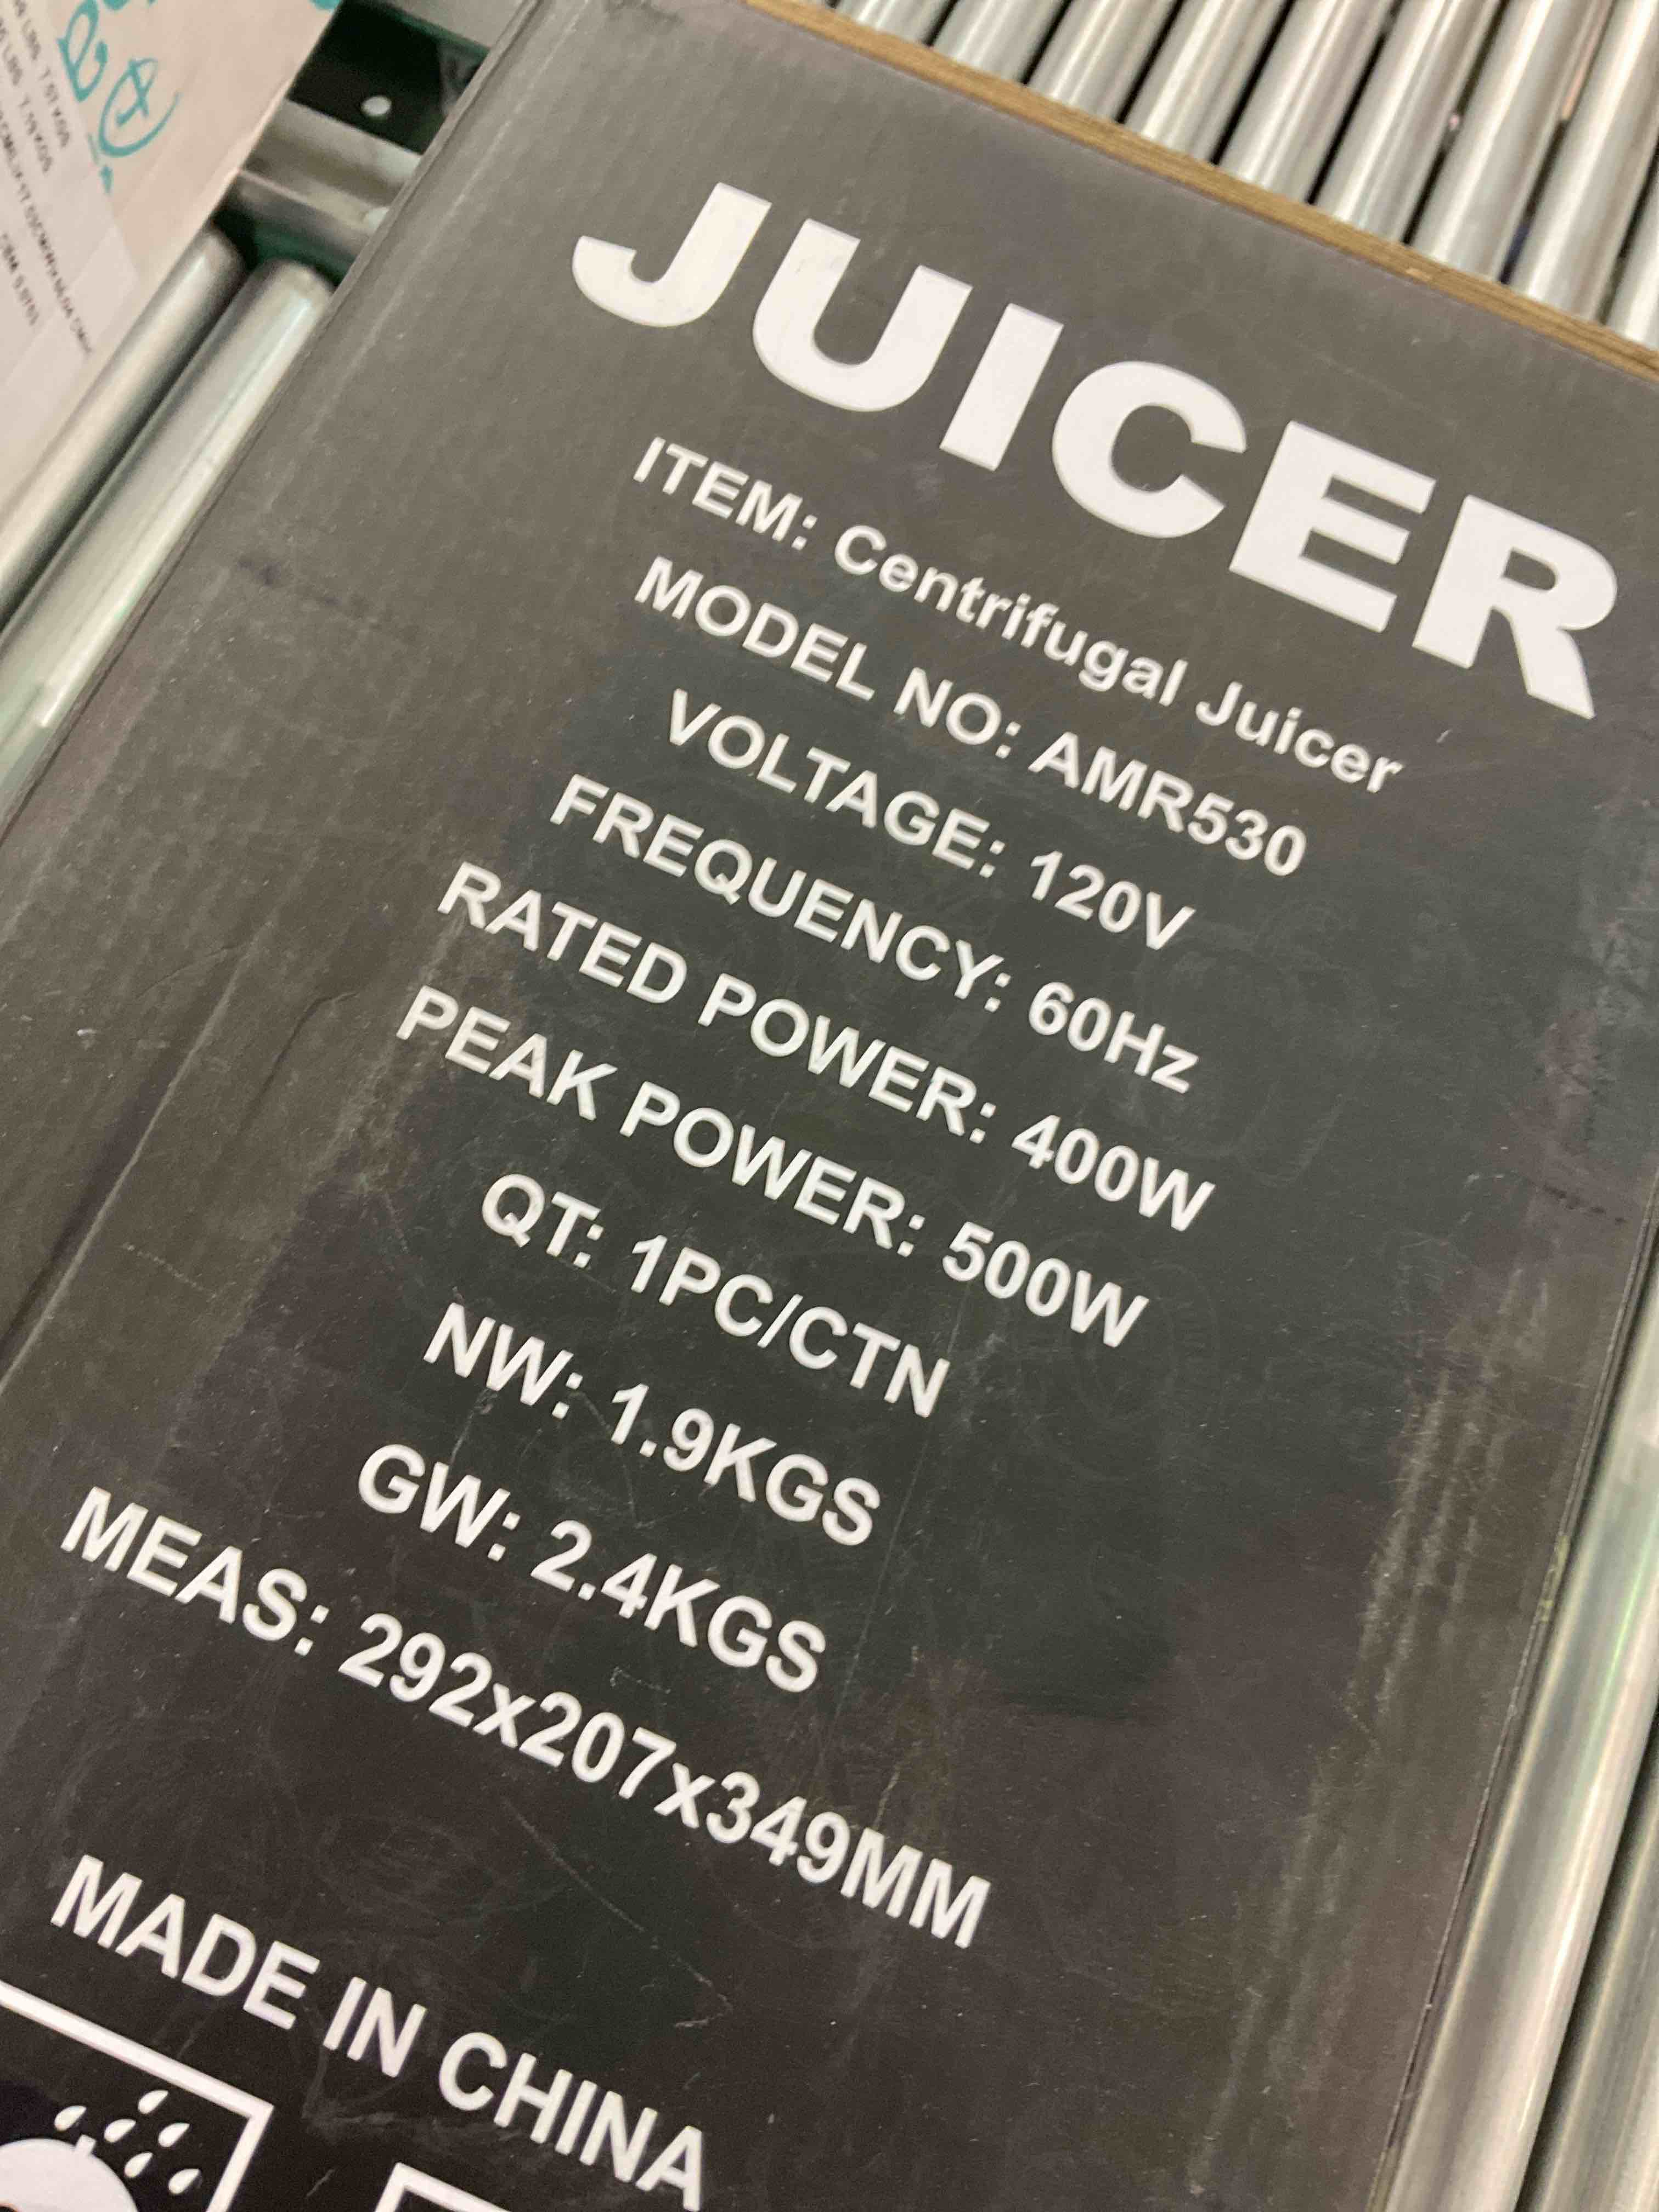 JUICER
ITEM: Centrifugal Juicer
MODEL NO: AMR530
VOLTAGE: 120V
FREQUENCY: 60Hz
RATED POWER: 400W
PEAK POWER: 500W
QT: 1PC/CTN
NW: 1.9KGS
GW: 2.4KGS
MEAS: 292x207x349MM
MADE IN CHINA